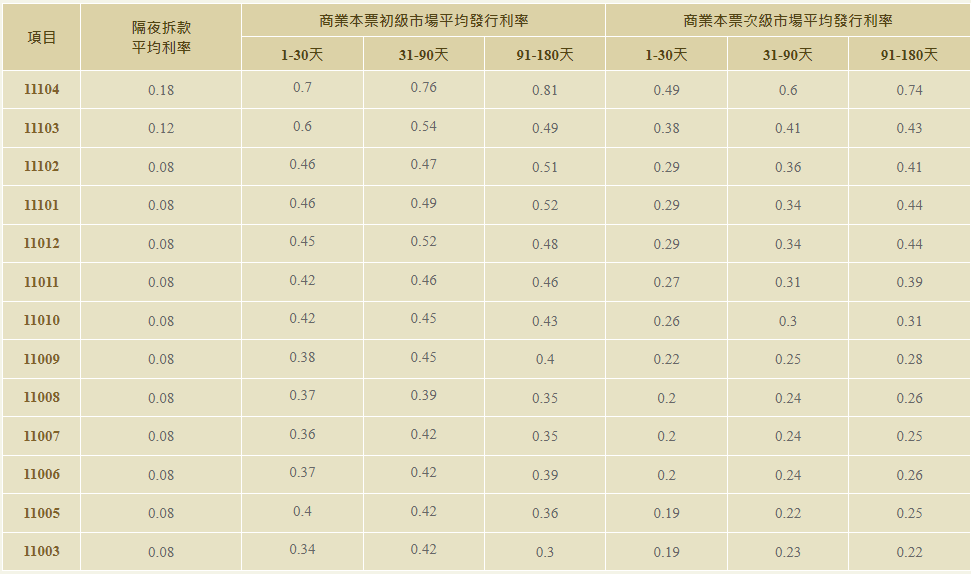 項目 隔夜拆款 平均利率 商業本票初級市場平均發行利率 商業本票次級市場平均發行利率
1-30天 31-90天 91-180天 1-30天 31-90天 91-180天
11104 0.18 0.7 0.76 0.81 0.49 0.6 0.74
11103 0.12 0.6 0.54 0.49 0.38 0.41 0.43
11102 0.08 0.46 0.47 0.51 0.29 0.36 0.41
11101 0.08 0.46 0.49 0.52 0.29 0.34 0.44
11012 0.08 0.45 0.52 0.48 0.29 0.34 0.44
11011 0.08 0.42 0.46 0.46 0.27 0.31 0.39
11010 0.08 0.42 0.45 0.43 0.26 0.3 0.31
11009 0.08 0.38 0.45 0.4 0.22 0.25 0.28
11008 0.08 0.37 0.39 0.35 0.2 0.24 0.26
11007 0.08 0.36 0.42 0.35 0.2 0.24 0.25
11006 0.08 0.37 0.42 0.39 0.2 0.24 0.26
11005 0.08 0.4 0.42 0.36 0.19 0.22 0.25
11003 0.08 0.34 0.42 0.3 0.19 0.23 0.22